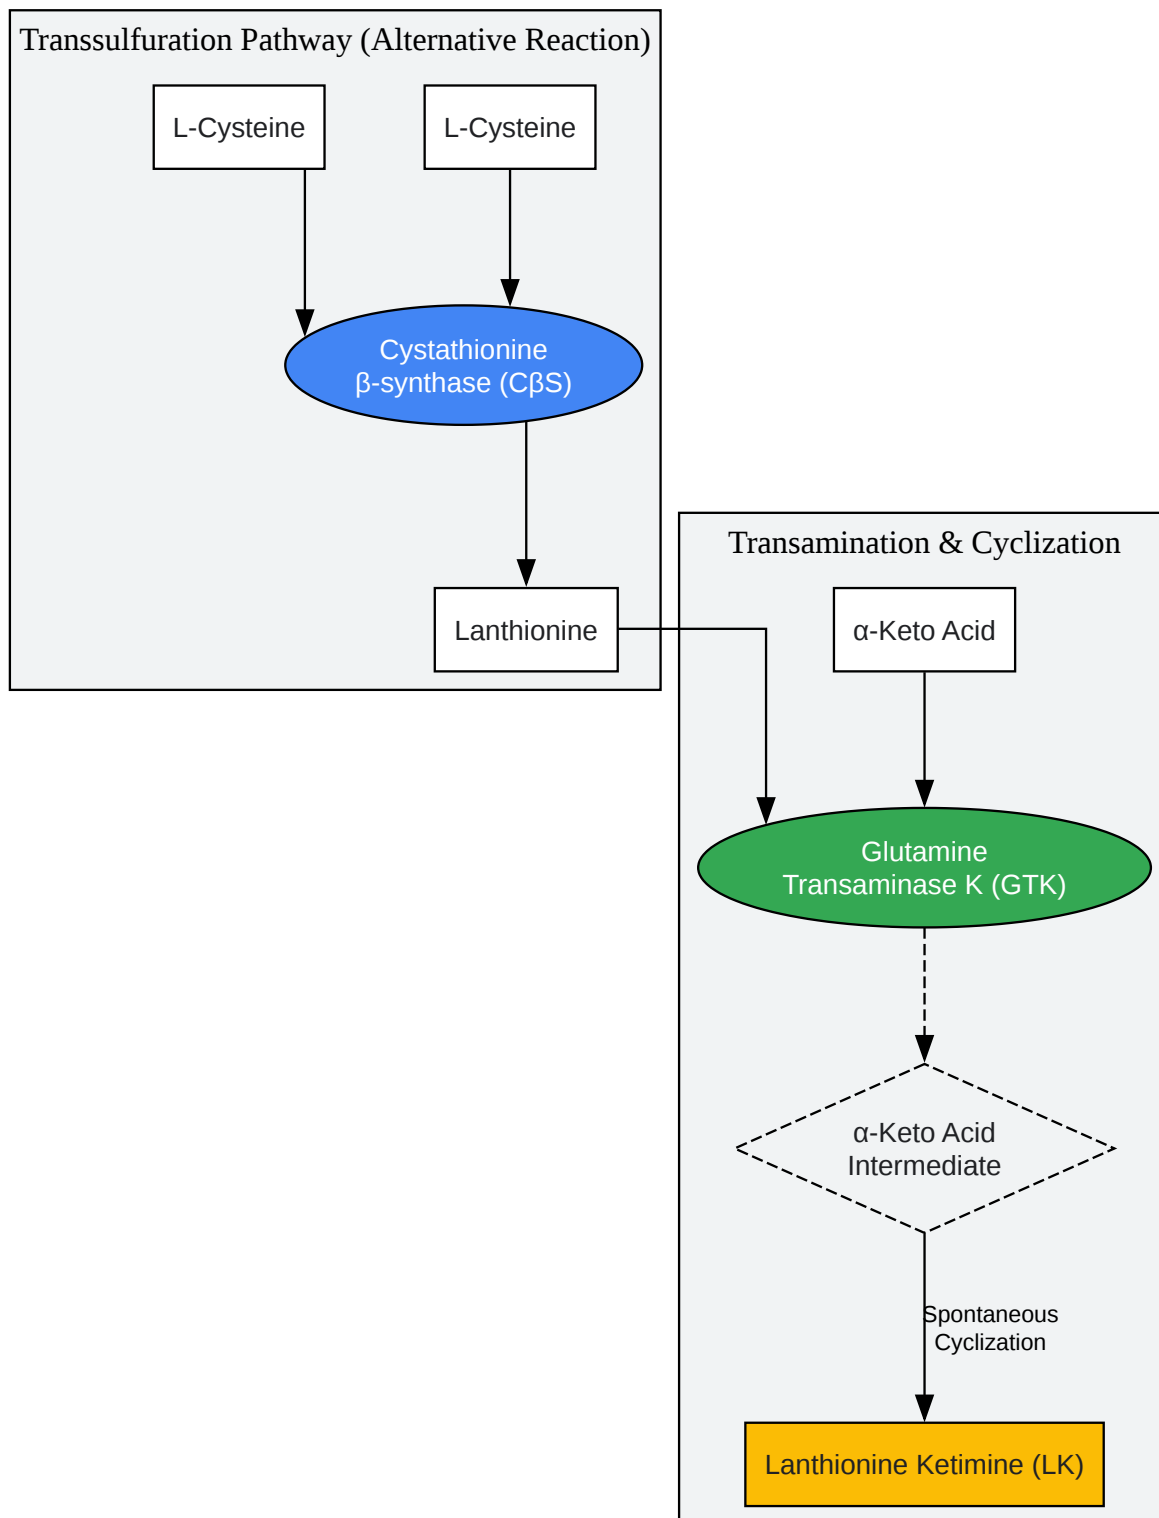 Transsulfuration Pathway (Alternative Reaction)
L-Cysteine
L-Cysteine
Cystathionine
β-synthase (CβS)
Lanthionine
Transamination & Cyclization
α-Keto Acid
Glutamine
Transaminase K (GTK)
α-Keto Acid
Intermediate
Spontaneous
Cyclization
Lanthionine Ketimine (LK)